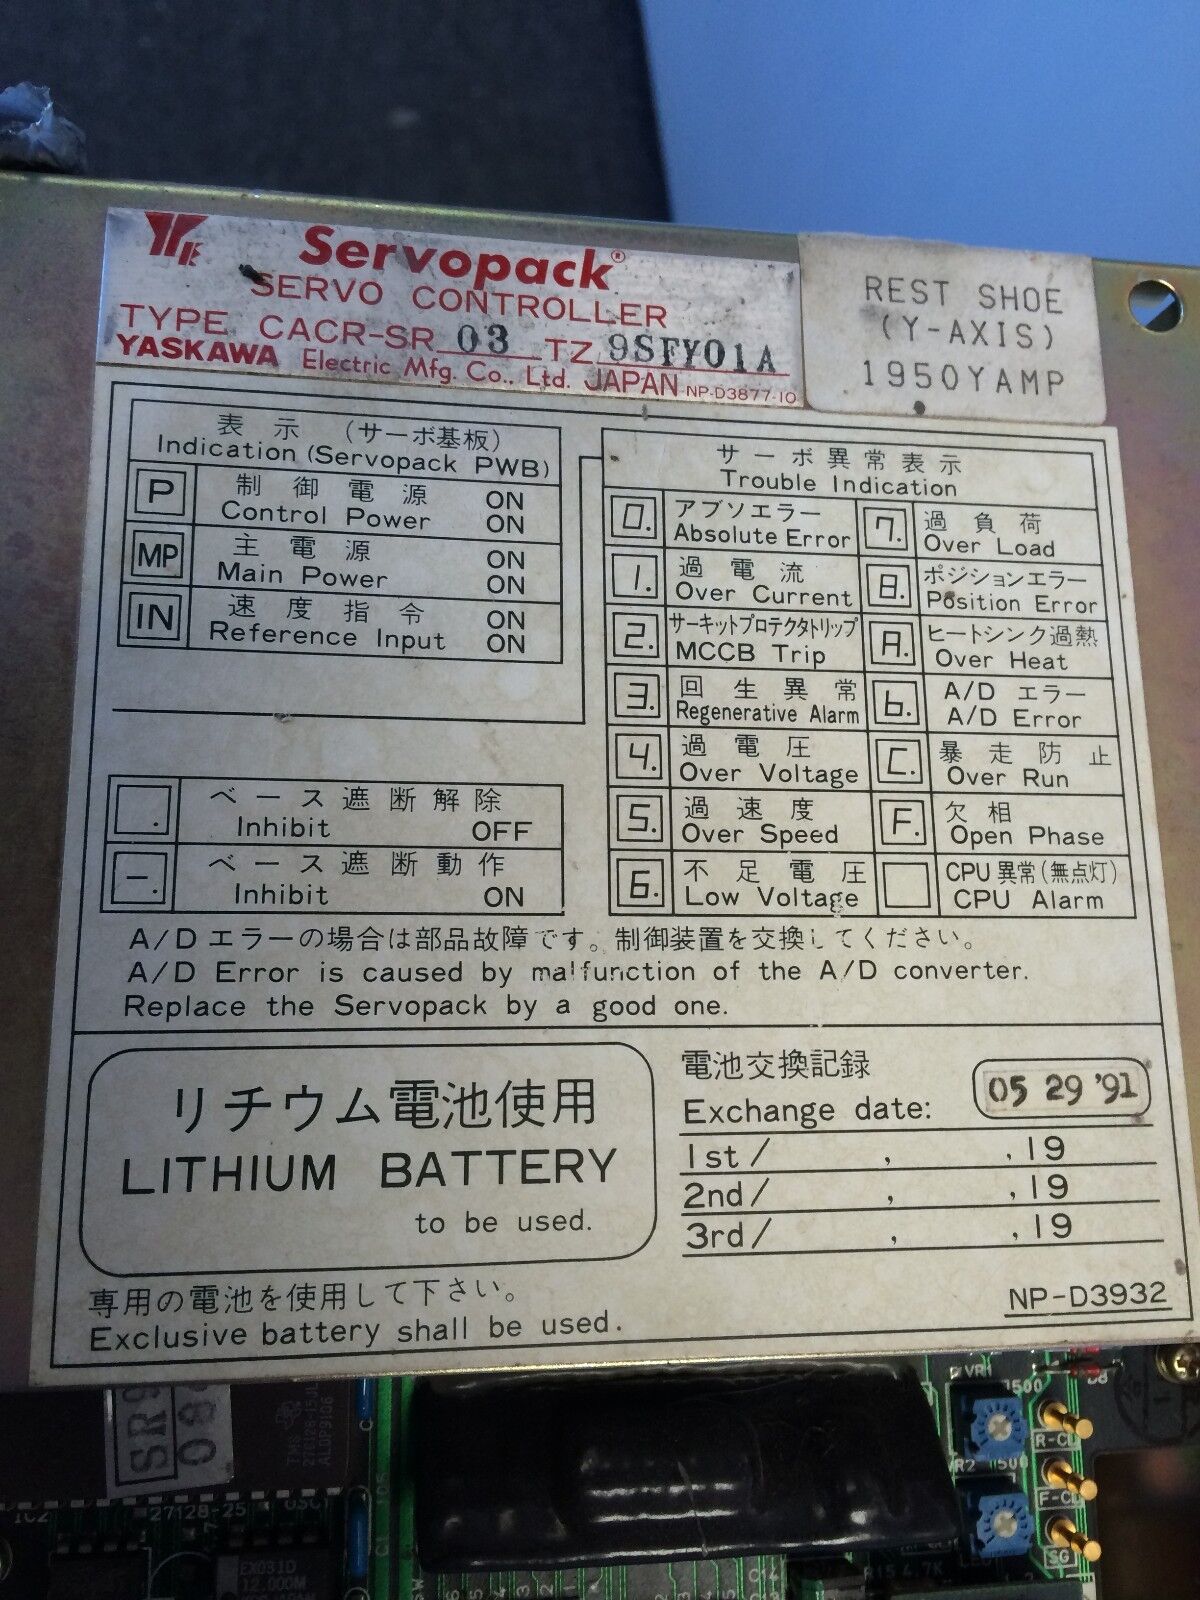 Servopack®
SERVO CONTROLLER
TYPE CACR-SR 03 TZ 9SFY01A
YASKAWA Electric Mfg. Co., Ltd. JAPAN NP-D3877-10
REST SHOE
(Y-AXIS)
1950YAMP
表示 (サーボ基板)
Indication (Servopack PWB)
P 制御電源 ON
Control Power ON
MP 主電源 ON
Main Power ON
IN 速度指令 ON
Reference Input ON
. ベース遮断解除
Inhibit OFF
-. ベース遮断動作
Inhibit ON
サーボ異常表示
Trouble Indication
0. アブソエラー
Absolute Error
1. 過電流
Over Current
2. サーキットプロテクタトリップ
MCCB Trip
3. 回生異常
Regenerative Alarm
4. 過電圧
Over Voltage
5. 過速度
Over Speed
6. 不足電圧
Low Voltage
7. 過負荷
Over Load
8. ポジションエラー
Position Error
A. ヒートシンク過熱
Over Heat
b. A/D エラー
A/D Error
C. 暴走防止
Over Run
F. 欠相
Open Phase
CPU 異常(無点灯)
CPU Alarm
A/D エラーの場合は部品故障です。制御装置を交換してください。
A/D Error is caused by malfunction of the A/D converter.
Replace the Servopack by a good one.
リチウム電池使用
LITHIUM BATTERY
to be used.
専用の電池を使用して下さい。
Exclusive battery shall be used.
電池交換記録
Exchange date: 05 29 '91
1st/ , ,19
2nd/ , ,19
3rd/ , ,19
NP-D3932
VR1
R-CL
F-CL
SG
IC2
27128-25
EX0310
12.000M